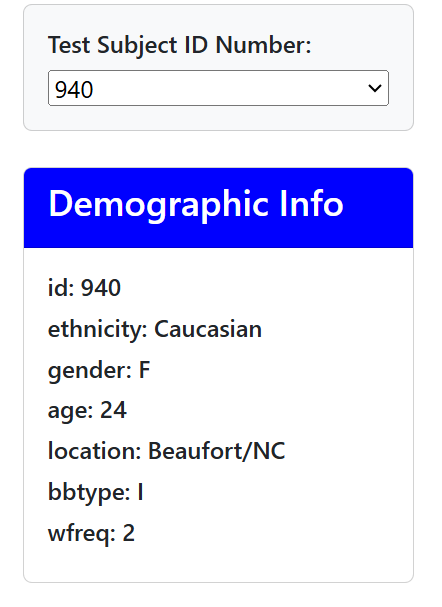 Test Subject ID Number:
940
Demographic Info
id: 940
ethnicity: Caucasian
gender: F
age: 24
location: Beaufort/NC
bbtype: I
wfreq: 2